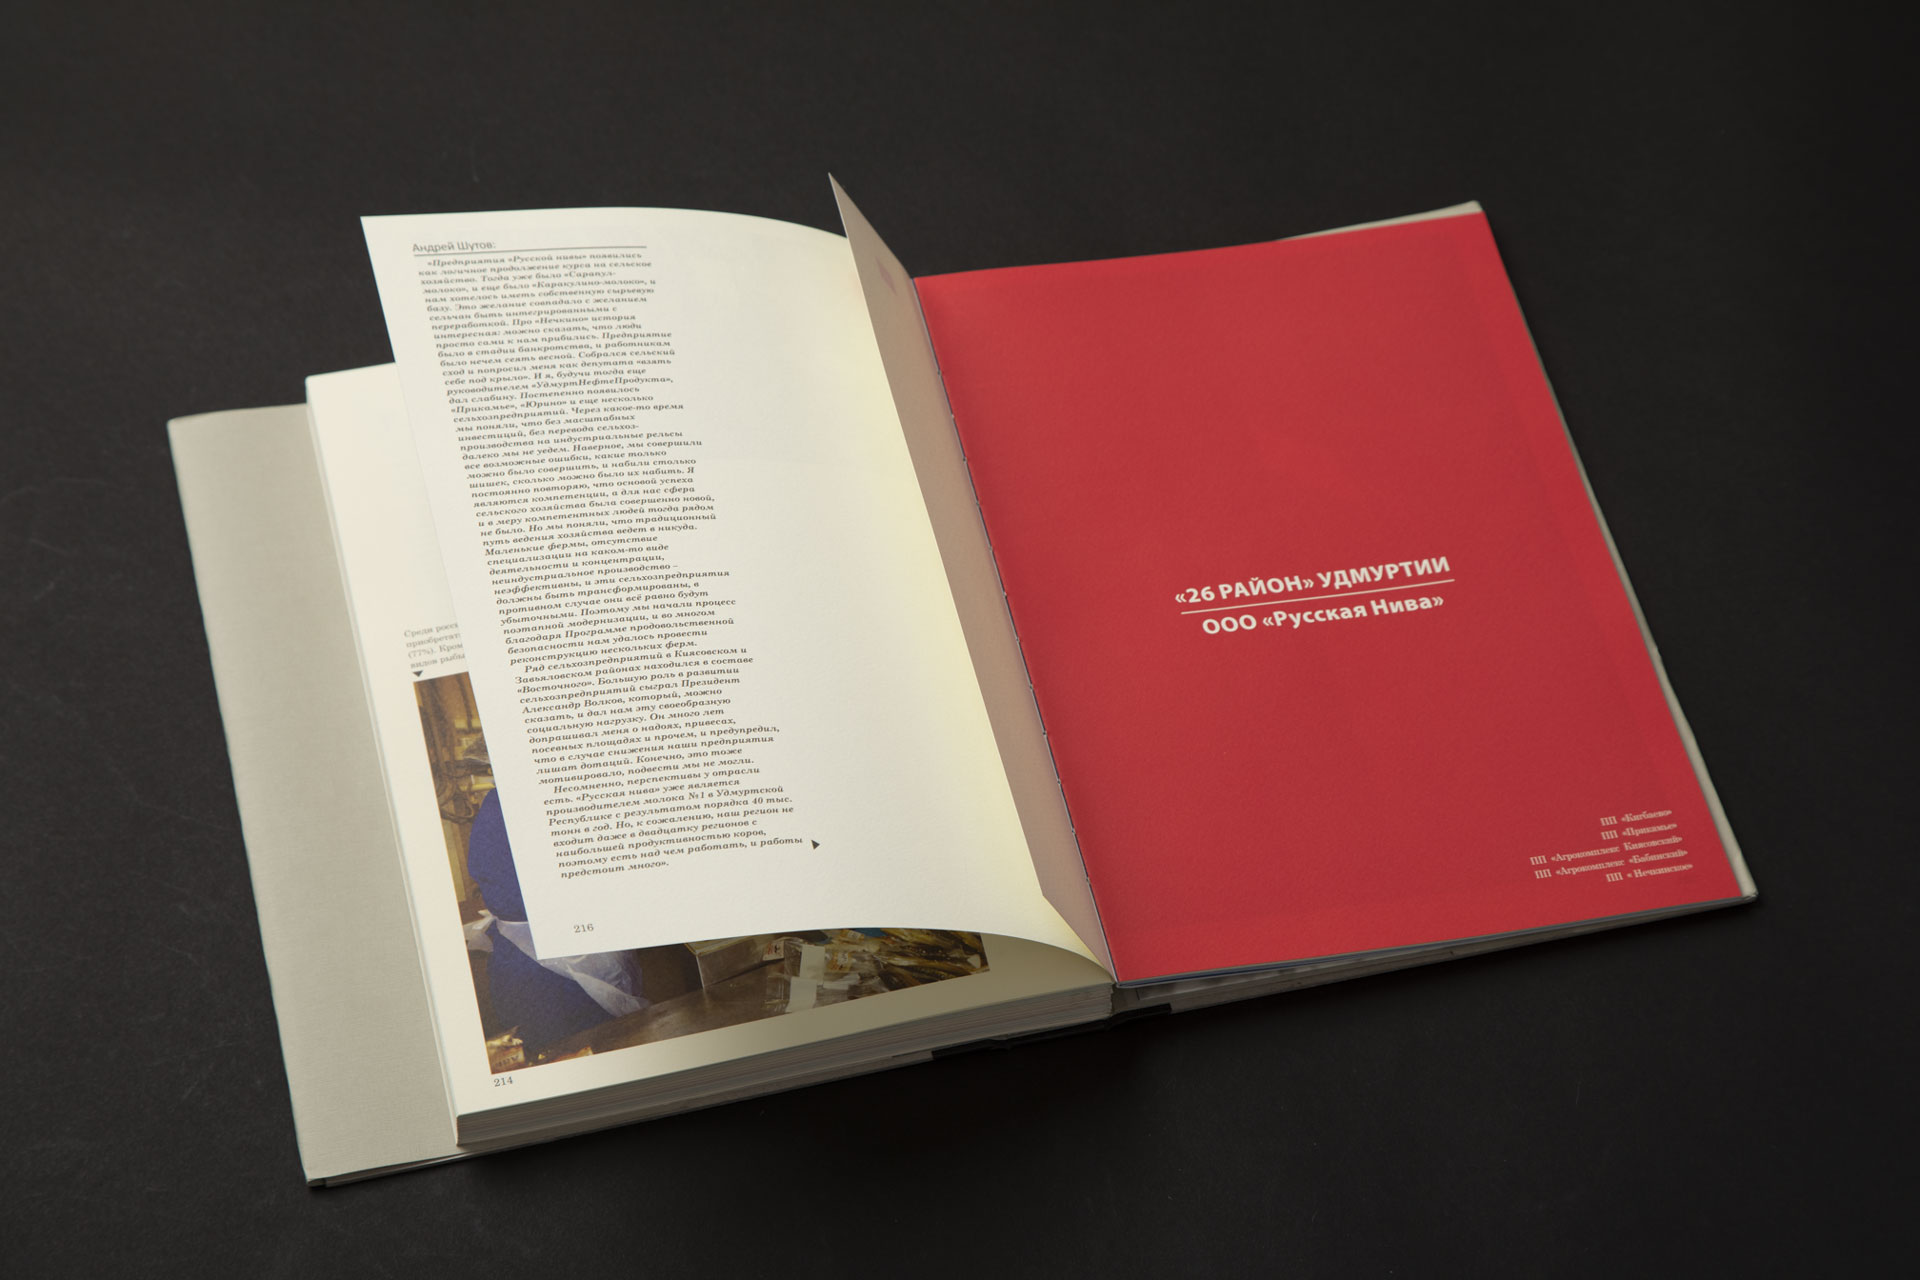 Андрей Шутов:
«Предприятия «Русской нивы» появились
как логичное продолжение курса на сельское
хозяйство. Тогда уже было «Сарапул-
молоко», и еще было «Каракулино-молоко», и
нам хотелось иметь собственную сырьевую
базу. Это желание совпадало с желанием
сельчан быть интегрированными с
переработкой. Про «Нечкино» история
интересная: можно сказать, что люди
просто сами к нам прибились. Предприятие
было в стадии банкротства, и работникам
было нечем сеять весной. Собрался сельский
сход и попросил меня как депутата «взять
себе под крыло». И я, будучи тогда еще
руководителем «УдмуртНефтеПродукта»,
дал слабину. Постепенно появилось
«Прикамье», «Юрино» и еще несколько
сельхозпредприятий. Через какое-то время
мы поняли, что без масштабных
инвестиций, без перевода сельхоз-
производства на индустриальные рельсы
далеко мы не уедем. Наверное, мы совершили
все возможные ошибки, какие только
можно было совершить, и набили столько
шишек, сколько можно было их набить. Я
постоянно повторяю, что основой успеха
являются компетенции, а для нас сфера
сельского хозяйства была совершенно новой,
и в меру компетентных людей тогда рядом
не было. Но мы поняли, что традиционный
путь ведения хозяйства ведет в никуда.
Маленькие фермы, отсутствие
специализации на каком-то виде
деятельности и концентрации,
неиндустриальное производство –
неэффективны, и эти сельхозпредприятия
должны быть трансформированы, в
противном случае они всё равно будут
убыточными. Поэтому мы начали процесс
поэтапной модернизации, и во многом
благодаря Программе продовольственной
безопасности нам удалось провести
реконструкцию нескольких ферм.
Ряд сельхозпредприятий в Киясовском и
Завьяловском районах находился в составе
«Восточного». Большую роль в развитии
сельхозпредприятий сыграл Президент
Александр Волков, который, можно
сказать, и дал нам эту своеобразную
социальную нагрузку. Он много лет
допрашивал меня о надоях, привесах,
посевных площадях и прочем, и предупредил,
что в случае снижения наши предприятия
лишат дотаций. Конечно, это тоже
мотивировало, подвести мы не могли.
Несомненно, перспективы у отрасли
есть. «Русская нива» уже является
производителем молока №1 в Удмуртской
Республике с результатом порядка 40 тыс.
тонн в год. Но, к сожалению, наш регион не
входит даже в двадцатку регионов с
наибольшей продуктивностью коров,
поэтому есть над чем работать, и работы
предстоит много».
216
Среди
приобретат
(77%). Кром
видов рыбы
214
«26 РАЙОН» УДМУРТИИ
ООО «Русская Нива»
ПП «Кигбаево»
ПП «Прикамье»
ПП «Агрокомплекс Киясовский»
ПП «Агрокомплекс «Бабинский»
ПП « Нечкинское»